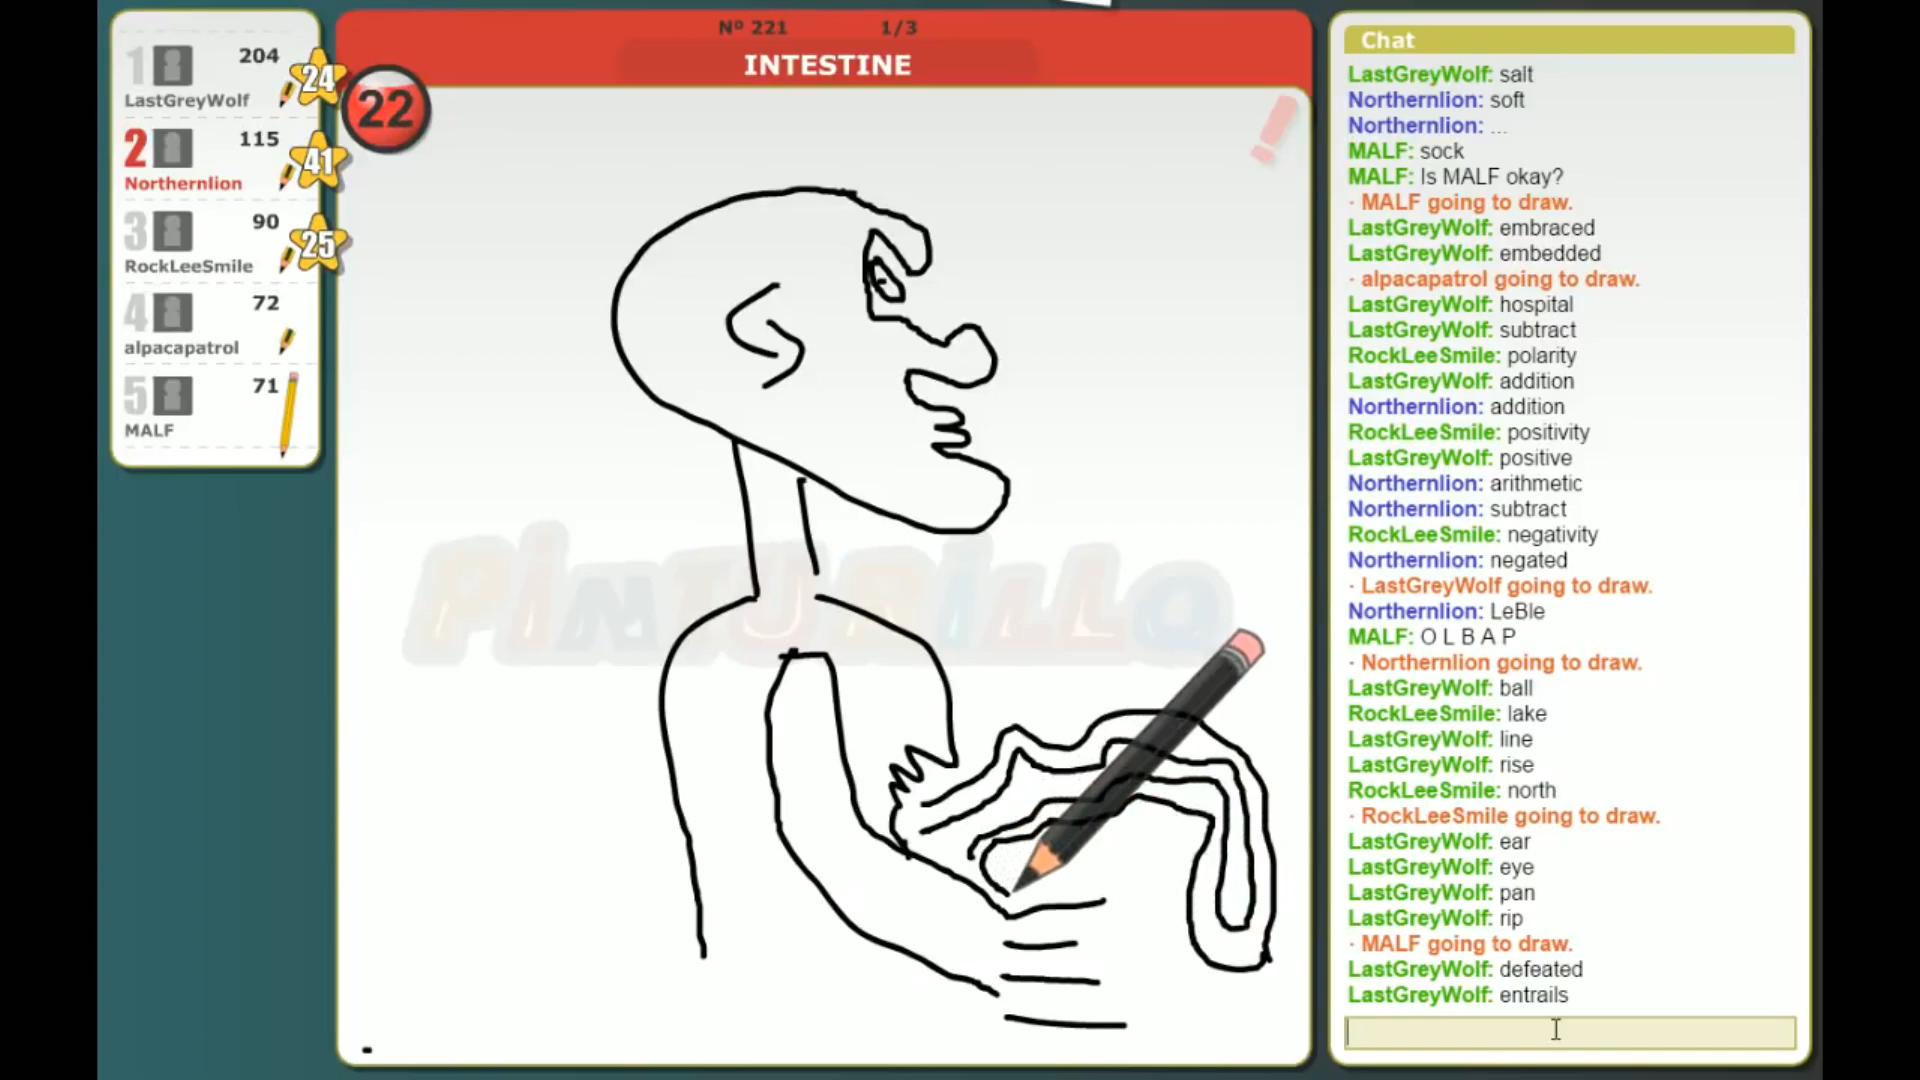 1 204 24
LastGreyWolf
2 115 41
Northernlion
3 90 25
RockLeeSmile
4 72
alpacapatrol
5 71
MALF
Nº 221 1/3
INTESTINE
22
!
PiNTURiLLO
Chat
LastGreyWolf: salt
Northernlion: soft
Northernlion: ...
MALF: sock
MALF: Is MALF okay?
· MALF going to draw.
LastGreyWolf: embraced
LastGreyWolf: embedded
· alpacapatrol going to draw.
LastGreyWolf: hospital
LastGreyWolf: subtract
RockLeeSmile: polarity
LastGreyWolf: addition
Northernlion: addition
RockLeeSmile: positivity
LastGreyWolf: positive
Northernlion: arithmetic
Northernlion: subtract
RockLeeSmile: negativity
Northernlion: negated
· LastGreyWolf going to draw.
Northernlion: LeBle
MALF: O L B A P
· Northernlion going to draw.
LastGreyWolf: ball
RockLeeSmile: lake
LastGreyWolf: line
LastGreyWolf: rise
RockLeeSmile: north
· RockLeeSmile going to draw.
LastGreyWolf: ear
LastGreyWolf: eye
LastGreyWolf: pan
LastGreyWolf: rip
· MALF going to draw.
LastGreyWolf: defeated
LastGreyWolf: entrails